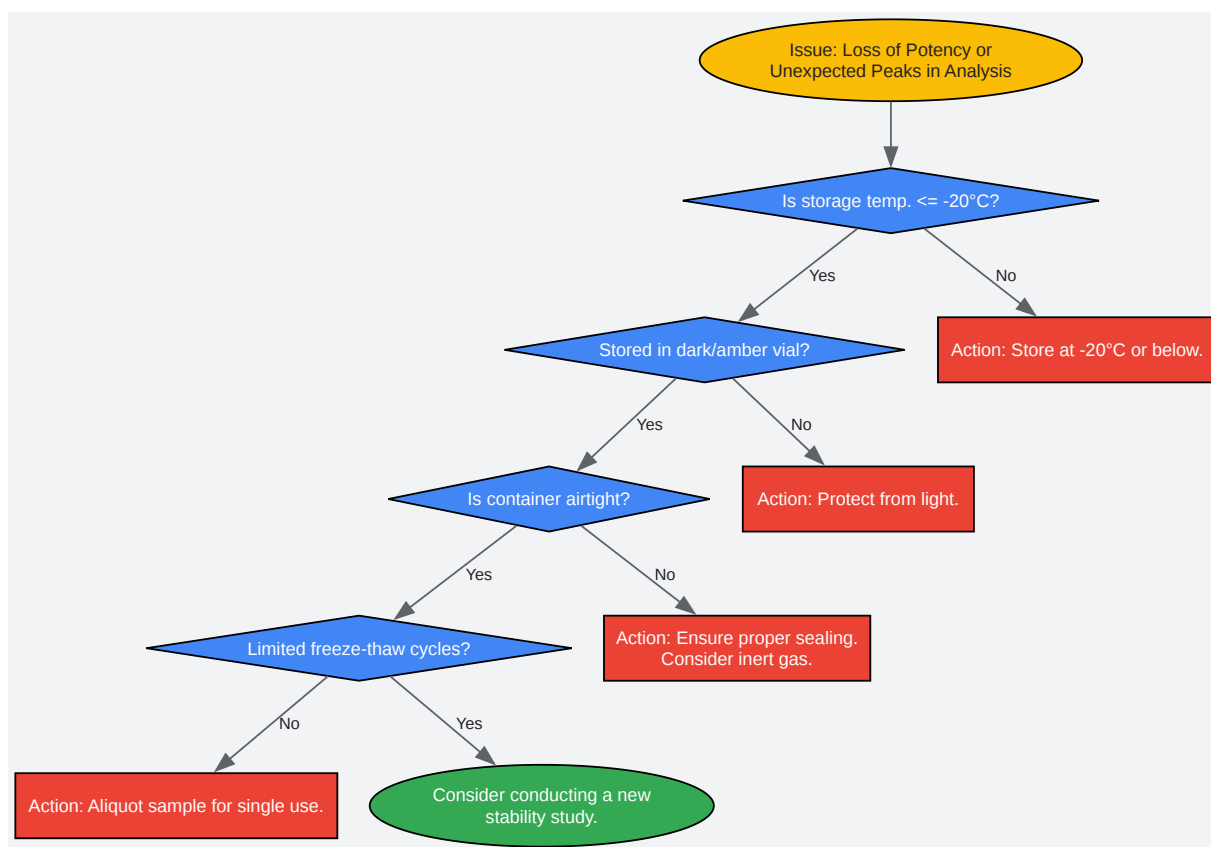 Issue: Loss of Potency or
Unexpected Peaks in Analysis
Is storage temp. <= -20°C?
Yes
No
Stored in dark/amber vial?
Action: Store at -20°C or below.
Yes
No
Is container airtight?
Action: Protect from light.
Yes
No
Limited freeze-thaw cycles?
Action: Ensure proper sealing.
Consider inert gas.
No
Yes
Action: Aliquot sample for single use.
Consider conducting a new
stability study.